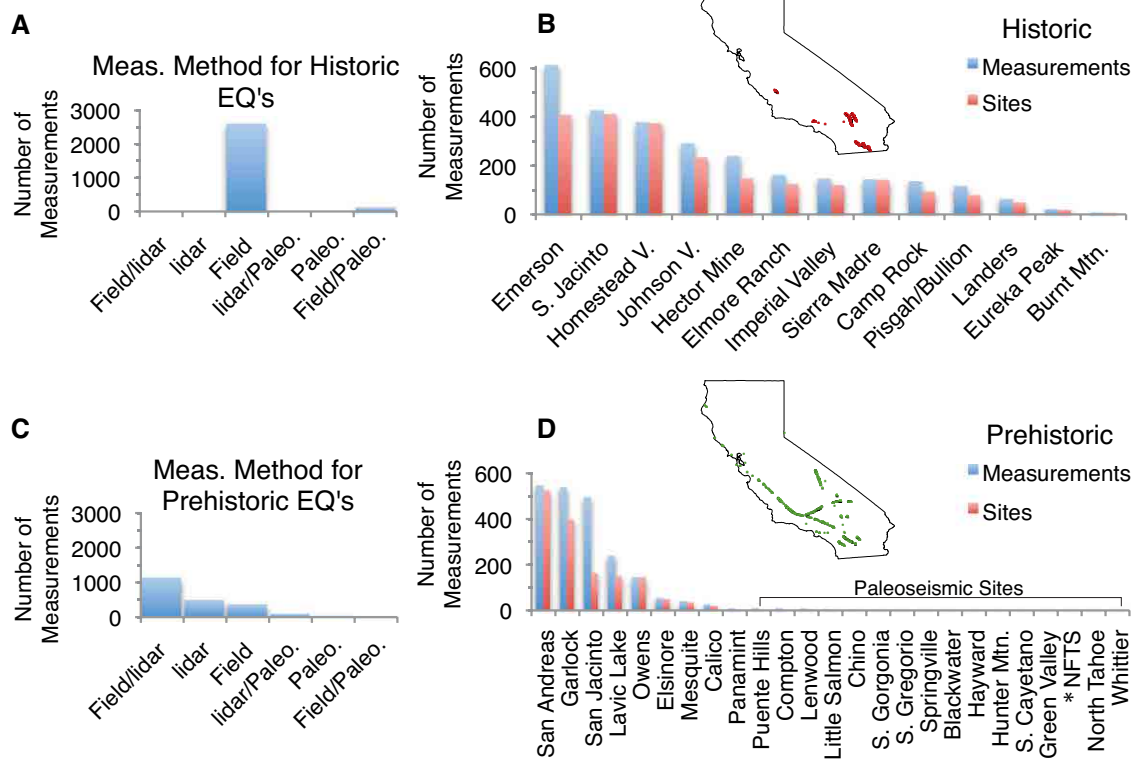 A
Meas. Method for Historic
EQ's
Number of
Measurements
3000
2000
1000
0
Field/lidar
lidar
Field
lidar/Paleo.
Paleo.
Field/Paleo.
B
Historic
Measurements
Sites
Number of
Measurements
600
400
200
0
Emerson
S. Jacinto
Homestead V.
Johnson V.
Hector Mine
Elmore Ranch
Imperial Valley
Sierra Madre
Camp Rock
Pisgah/Bullion
Landers
Eureka Peak
Burnt Mtn.
C
Meas. Method for
Prehistoric EQ's
Number of
Measurements
3000
2000
1000
0
Field/lidar
lidar
Field
lidar/Paleo.
Paleo.
Field/Paleo.
D
Prehistoric
Measurements
Sites
Number of
Measurements
600
400
200
0
Paleoseismic Sites
San Andreas
Garlock
San Jacinto
Lavic Lake
Owens
Elsinore
Mesquite
Calico
Panamint
Puente Hills
Compton
Lenwood
Little Salmon
Chino
S. Gorgonia
S. Gregorio
Springville
Blackwater
Hayward
Hunter Mtn.
S. Cayetano
Green Valley
* NFTS
North Tahoe
Whittier